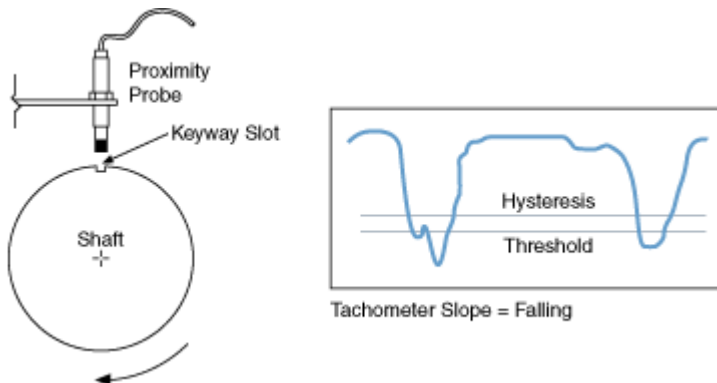 Proximity
Probe
Keyway Slot
Shaft
Hysteresis
Threshold
Tachometer Slope = Falling